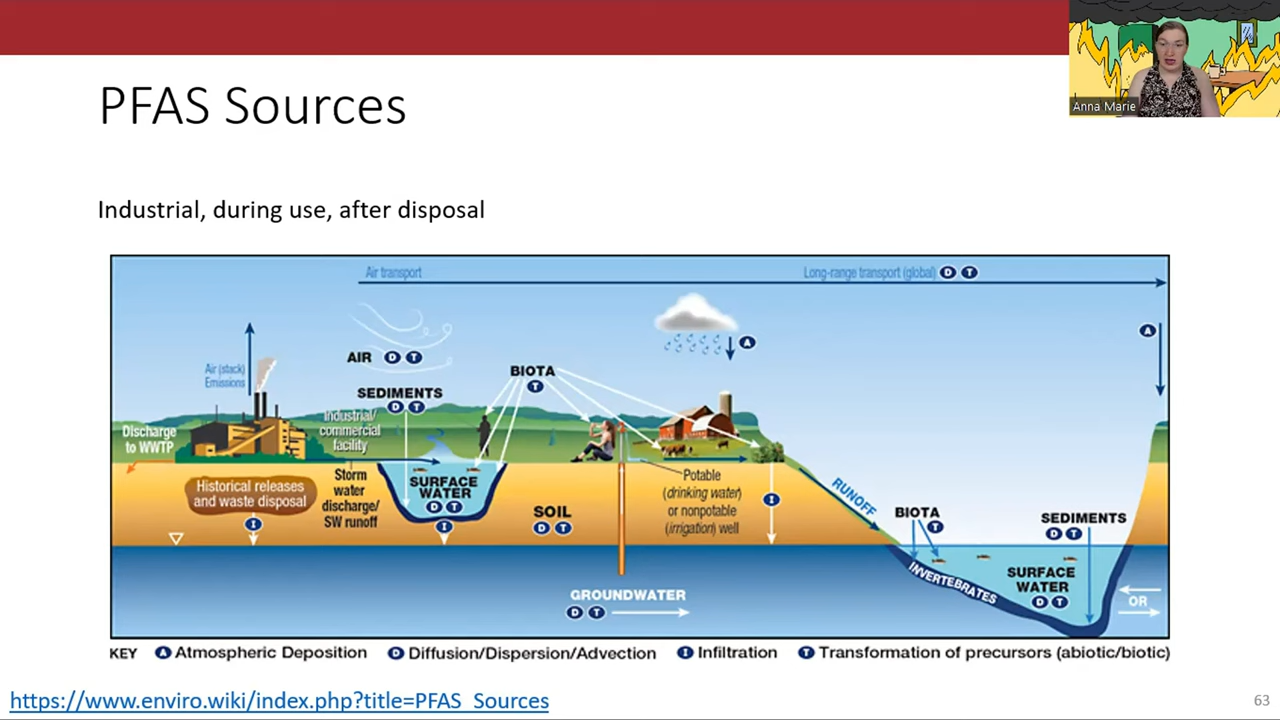 Anna Marie
PFAS Sources
Industrial, during use, after disposal
Air transport
Long-range transport (global) D T
A
A
Air (stack)
Emissions
AIR D T
SEDIMENTS
D T
BIOTA
T
Industrial/
commercial
facility
Discharge
to WWTP
Historical releases
and waste disposal
I
Storm
water
discharge/
SW runoff
SURFACE
WATER
D T
I
SOIL
D T
Potable
(drinking water)
or nonpotable
(irrigation) well
I
RUNOFF
BIOTA
T
SEDIMENTS
D T
INVERTEBRATES
SURFACE
WATER
D T
OR
GROUNDWATER
D T
KEY A Atmospheric Deposition D Diffusion/Dispersion/Advection I Infiltration T Transformation of precursors (abiotic/biotic)
https://www.enviro.wiki/index.php?title=PFAS_Sources
63